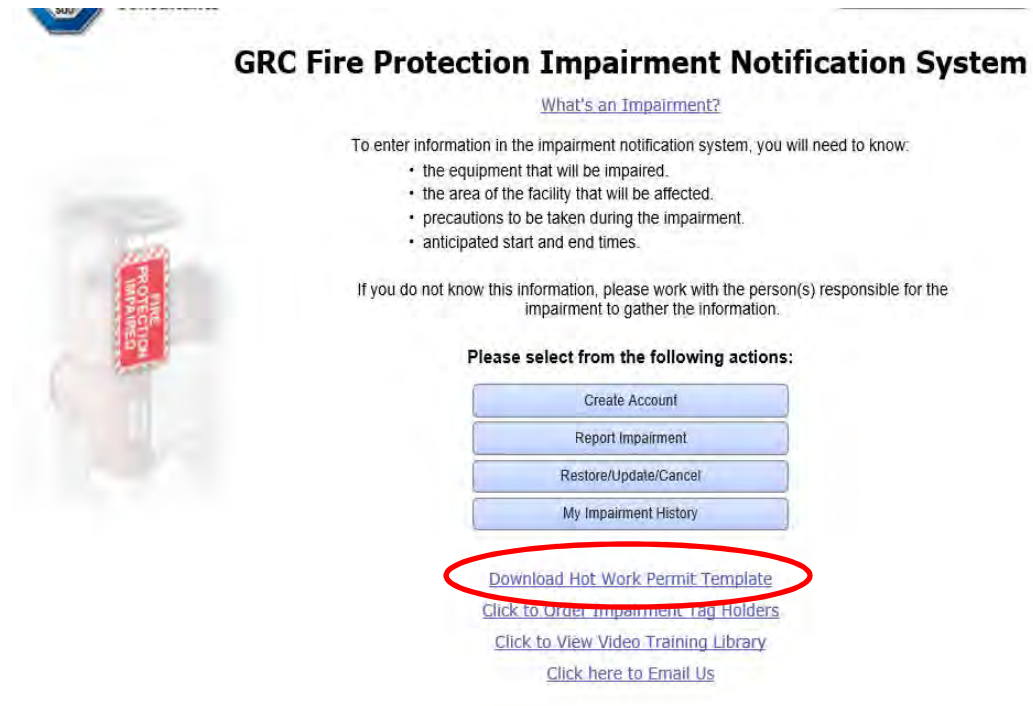 GRC Fire Protection Impairment Notification System
What's an Impairment?
To enter information in the impairment notification system, you will need to know:
• the equipment that will be impaired.
• the area of the facility that will be affected.
• precautions to be taken during the impairment.
• anticipated start and end times.
FIRE
PROTECTION
IMPAIRED
If you do not know this information, please work with the person(s) responsible for the
impairment to gather the information.
Please select from the following actions:
Create Account
Report Impairment
Restore/Update/Cancel
My Impairment History
Download Hot Work Permit Template
Click to Order Impairment Tag Holders
Click to View Video Training Library
Click here to Email Us